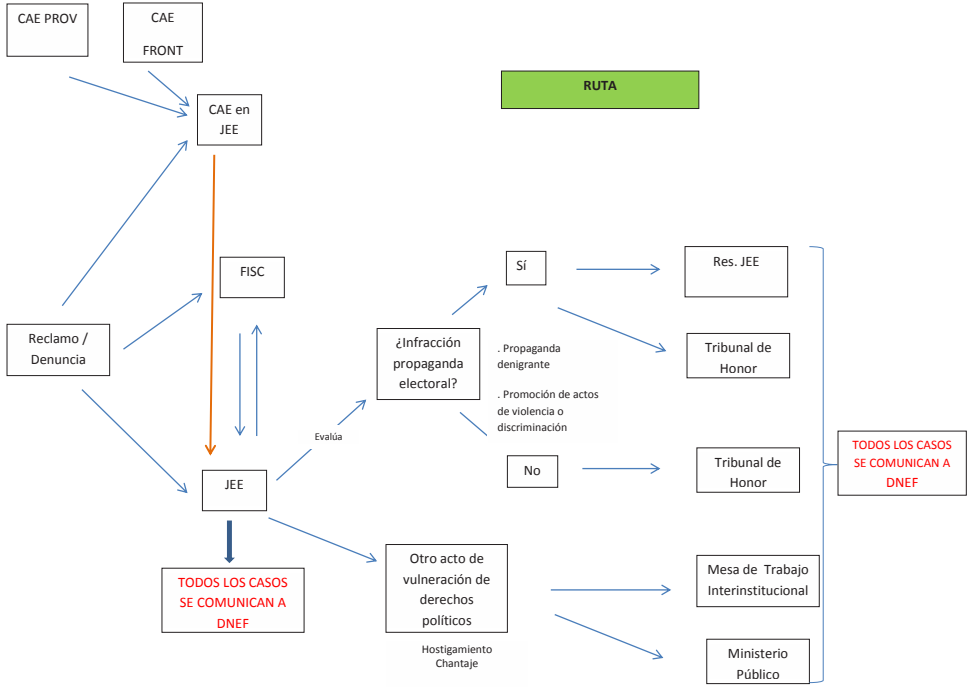 CAE PROV
CAE
FRONT
RUTA
CAE en
JEE
FISC
Sí
Res. JEE
Reclamo /
Denuncia
¿Infracción
propaganda
electoral?
. Propaganda
denigrante
. Promoción de actos
de violencia o
discriminación
Tribunal de
Honor
Evalúa
No
Tribunal de
Honor
TODOS LOS CASOS
SE COMUNICAN A
DNEF
JEE
TODOS LOS CASOS
SE COMUNICAN A
DNEF
Otro acto de
vulneración de
derechos
políticos
Hostigamiento
Chantaje
Mesa de Trabajo
Interinstitucional
Ministerio
Público